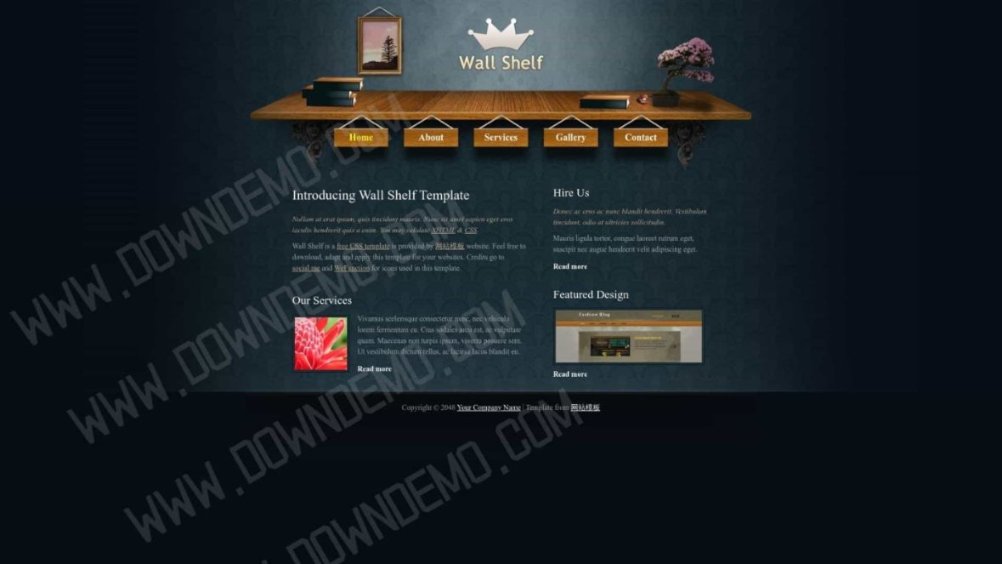 Wall Shelf
Home
About
Services
Gallery
Contact
Introducing Wall Shelf Template
Nullam at erat ipsum, quis tincidunt mauris. Nunc sit amet sapien eget eros
iaculis hendrerit quis a enim. You may validate XHTML & CSS.
Wall Shelf is a free CSS template is provided by 网站模板 website. Feel free to
download, adapt and apply this template for your websites. Credits go to
social.me and Web for icons used in this template.
Our Services
Vivamus scelerisque consectetur nunc, nec vehicula
lorem fermentum eu. Cras sodales arcu est, ac vulputate
quam. Maecenas non turpis ipsum, viverra posuere sem.
Ut vestibulum dictum tellus, ac lacinia lacus blandit eu.
Read more
Hire Us
Donec ac eros ac nunc blandit hendrerit. Vestibulum
tincidunt, odio at ultricies sollicitudin.
Mauris ligula tortor, congue laoreet rutrum eget,
suscipit nec augue hendrerit velit adipiscing eget.
Read more
Featured Design
Fashion Blog
Read more
Copyright © 2048 Your Company Name | Template from 网站模板
WWW.DOWNDEMO.COM
WWW.DOWNDEMO.COM
WWW.DOWNDEMO.COM
WWW.DOWNDEMO.COM